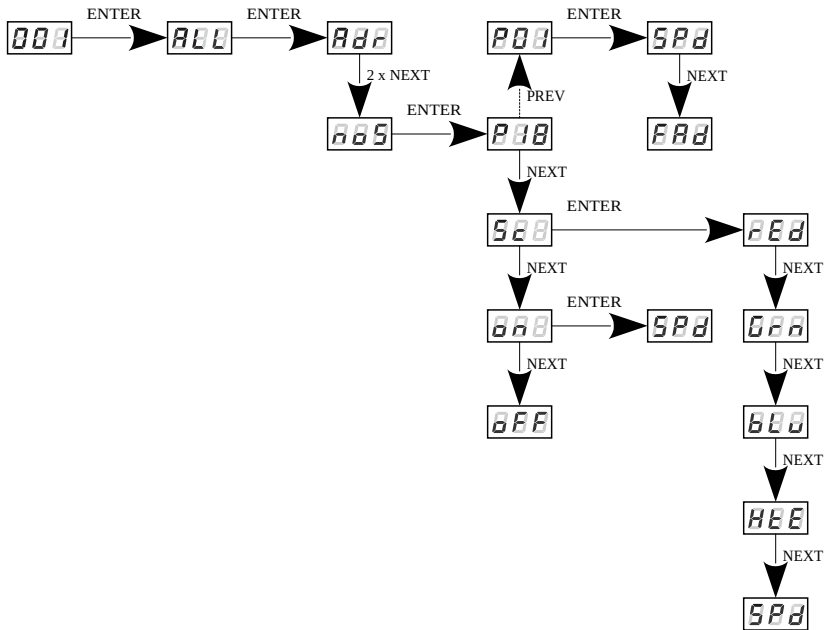 ENTER ENTER ENTER
001 ALL Adr P01 SPd
2 x NEXT NEXT
PREV
ENTER
noS P18 FAd
NEXT
ENTER
Sc rEd
NEXT NEXT
ENTER
on SPd Grn
NEXT NEXT
oFF bLu
NEXT
HtE
NEXT
SPd